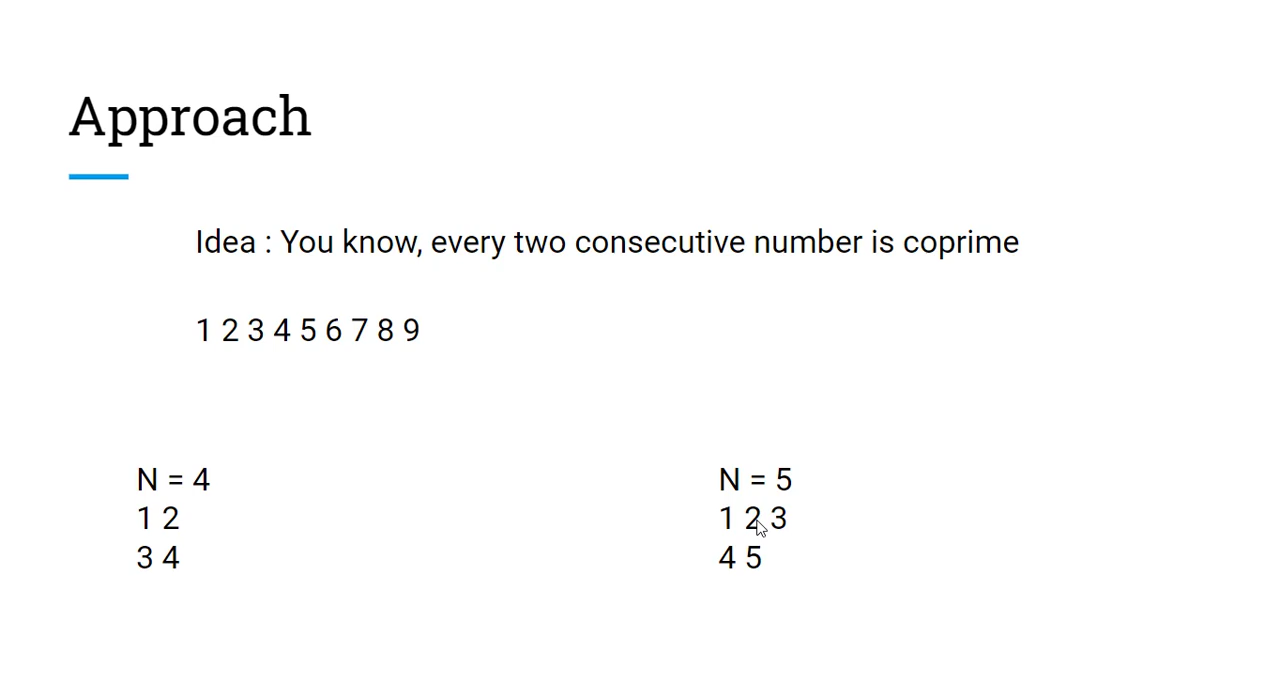 Approach
Idea : You know, every two consecutive number is coprime
1 2 3 4 5 6 7 8 9
N = 4
1 2
3 4
N = 5
1 2 3
4 5